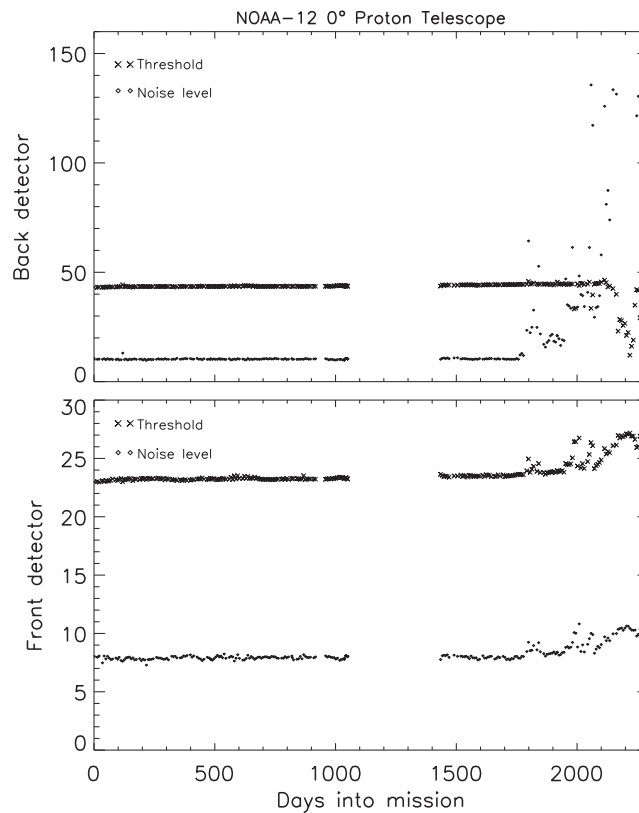 NOAA-12 0° Proton Telescope
150
100
50
0
Back detector
Threshold
Noise level
30
25
20
15
10
5
0
Front detector
Threshold
Noise level
0 500 1000 1500 2000
Days into mission